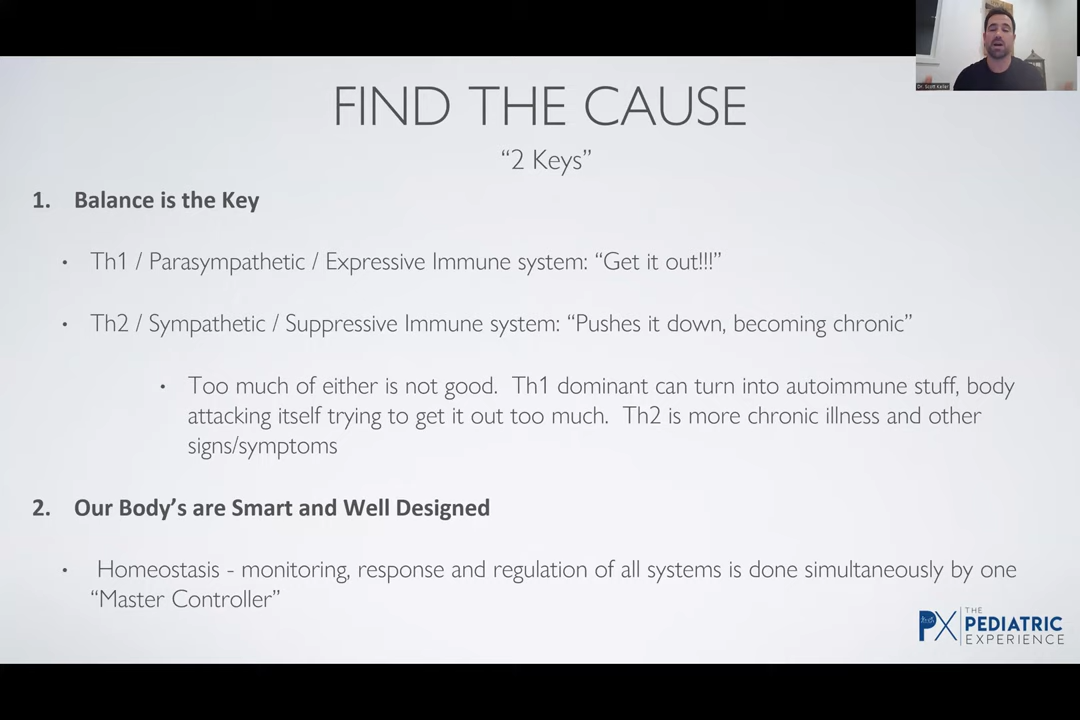 Dr. Scott Keller
FIND THE CAUSE
“2 Keys”
1. Balance is the Key
• Th1 / Parasympathetic / Expressive Immune system: “Get it out!!!”
• Th2 / Sympathetic / Suppressive Immune system: “Pushes it down, becoming chronic”
• Too much of either is not good. Th1 dominant can turn into autoimmune stuff, body
attacking itself trying to get it out too much. Th2 is more chronic illness and other
signs/symptoms
2. Our Body’s are Smart and Well Designed
• Homeostasis - monitoring, response and regulation of all systems is done simultaneously by one
“Master Controller”
PX THE
PEDIATRIC
EXPERIENCE